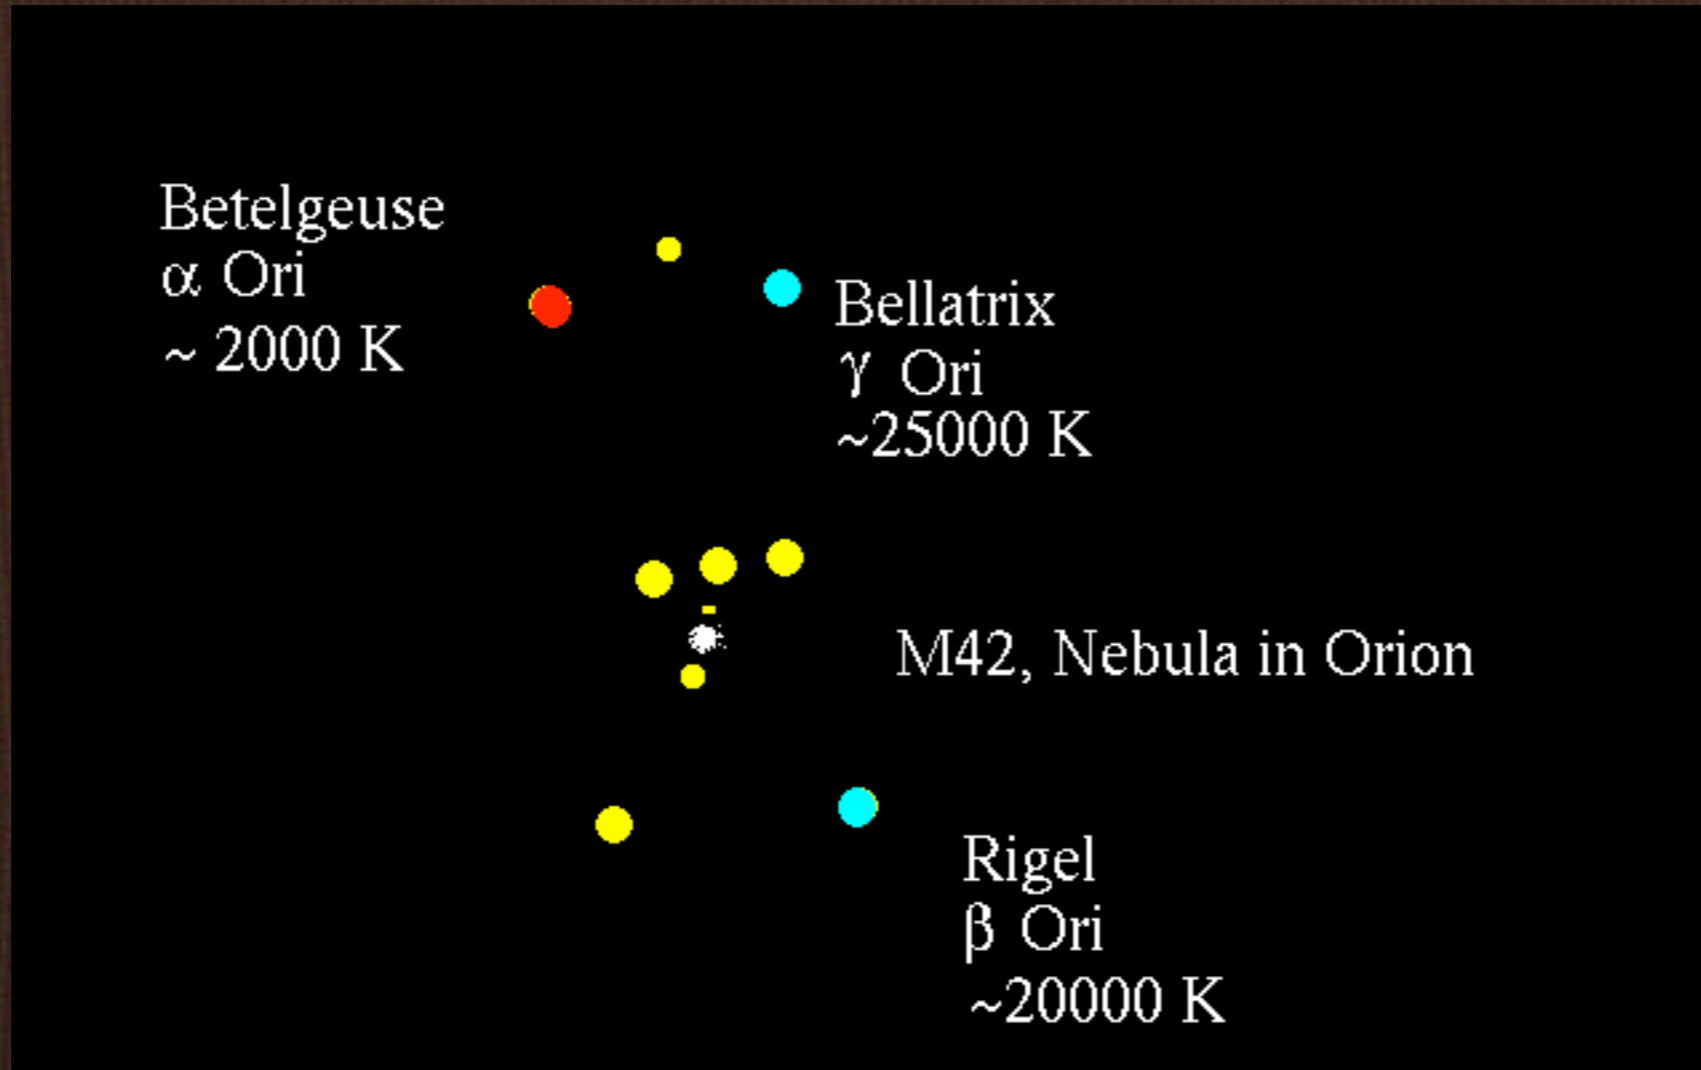 Betelgeuse
α Ori
~ 2000 K
Bellatrix
γ Ori
~25000 K
M42, Nebula in Orion
Rigel
β Ori
~20000 K